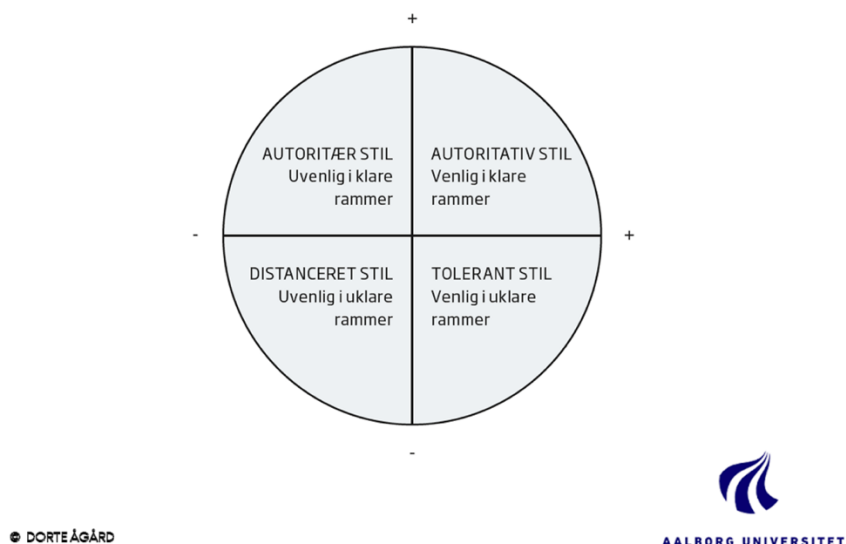 +
AUTORITÆR STIL
Uvenlig i klare
rammer
AUTORITATIV STIL
Venlig i klare
rammer
-
+
DISTANCERET STIL
Uvenlig i uklare
rammer
TOLERANT STIL
Venlig i uklare
rammer
-
© DORTE ÅGÅRD
AALBORG UNIVERSITET